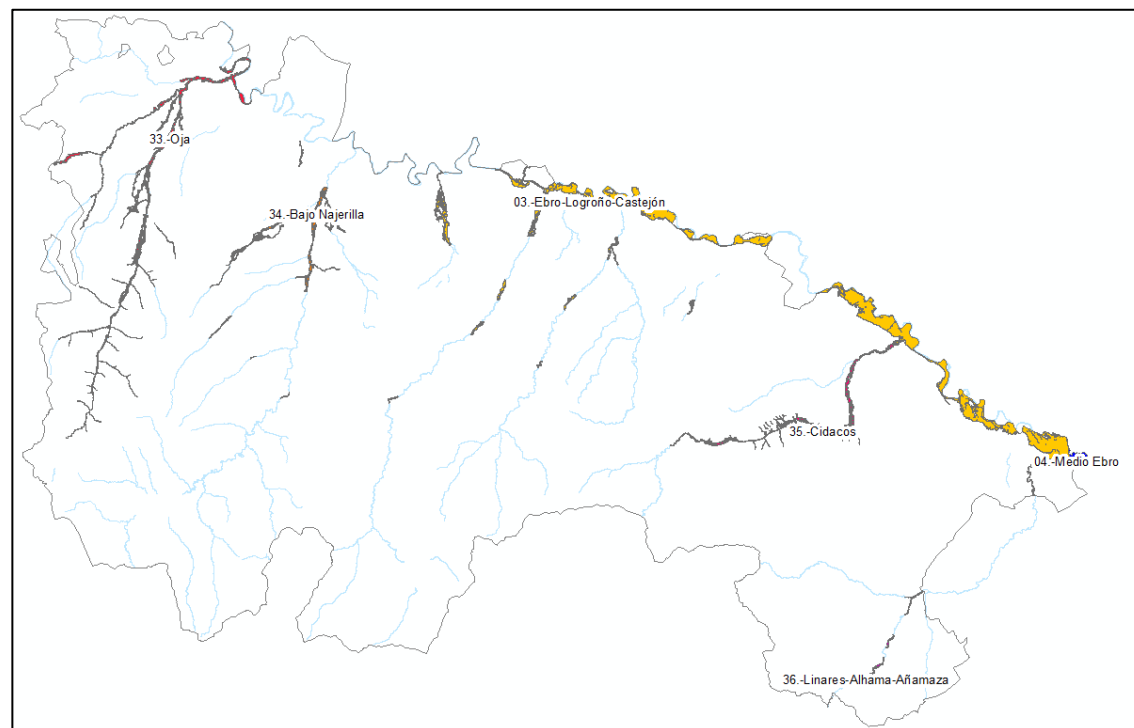 33.-Oja
03.-Ebro-Logroño-Castejón
34.-Bajo Najerilla
35.-Cidacos
04.-Medio Ebro
36.-Linares-Alhama-Añamaza